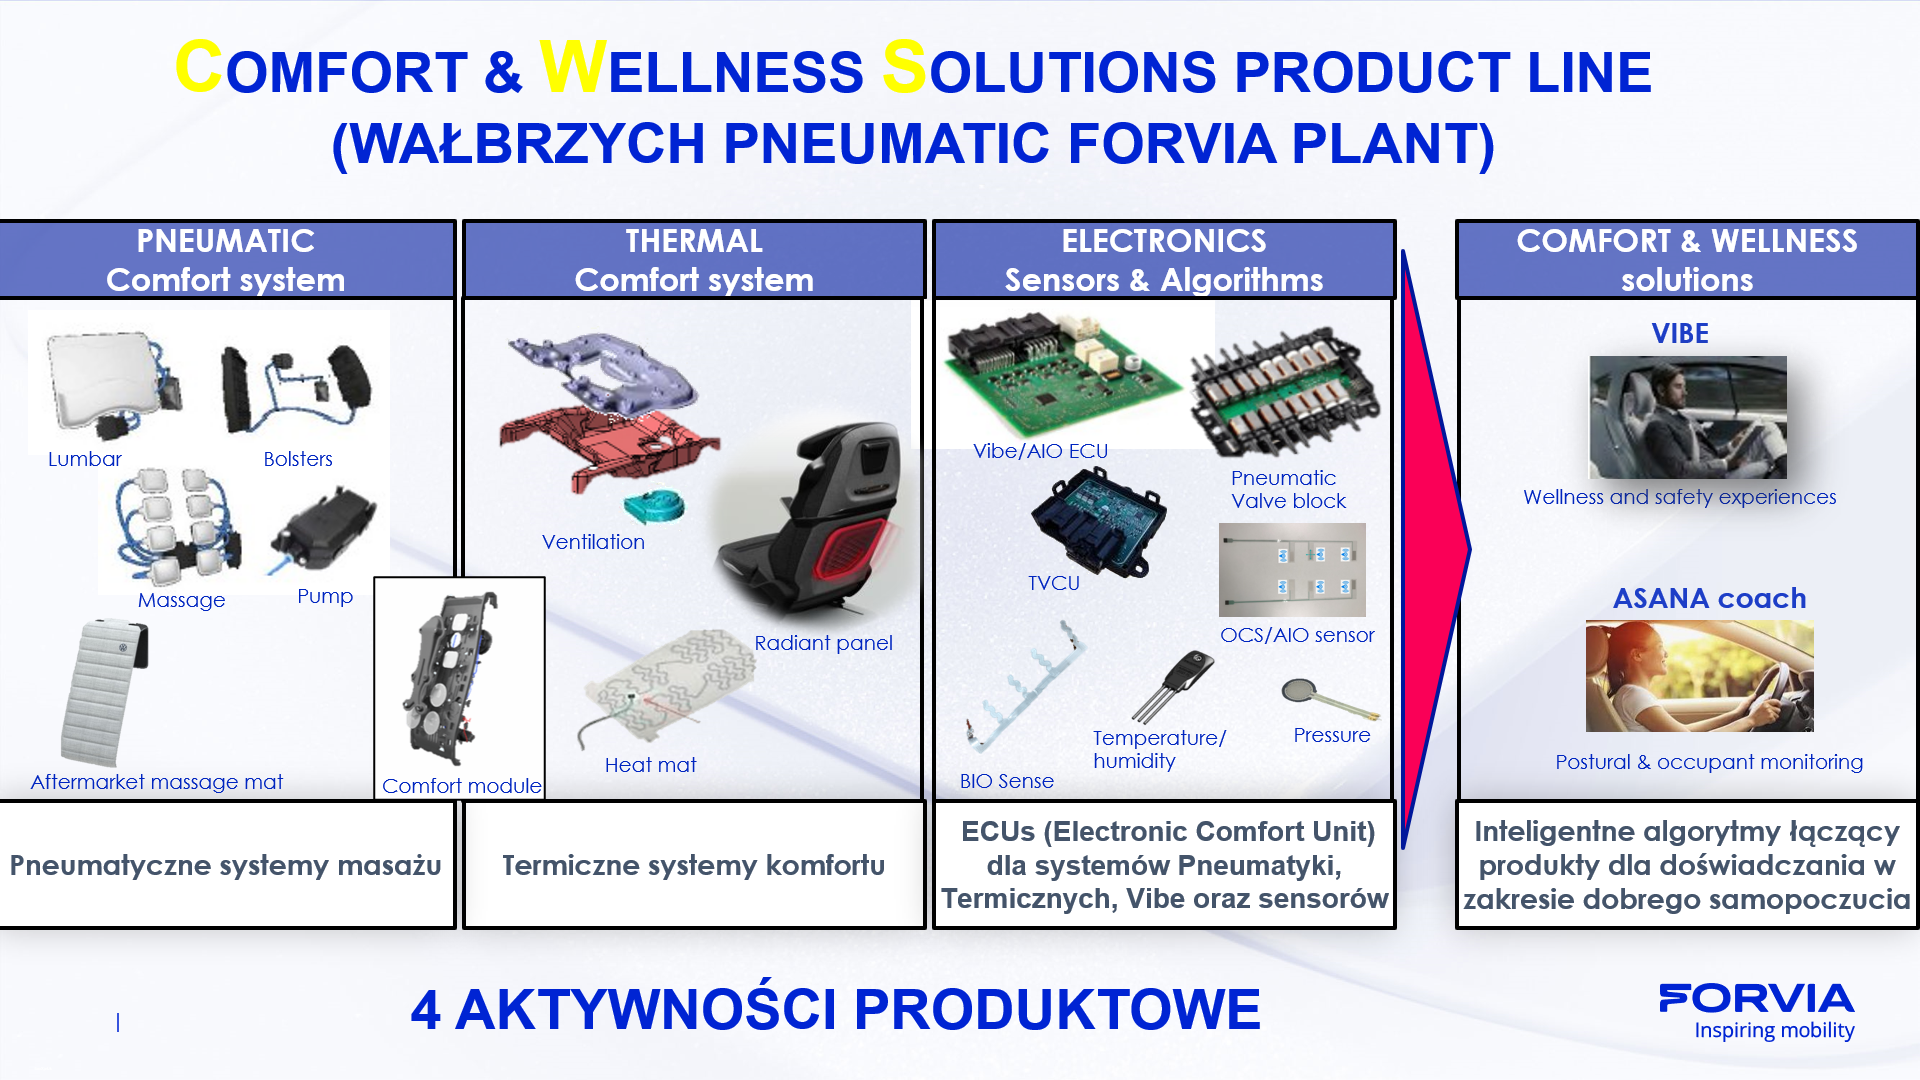 COMFORT & WELLNESS SOLUTIONS PRODUCT LINE
(WAŁBRZYCH PNEUMATIC FORVIA PLANT)
PNEUMATIC
Comfort system
Lumbar
Bolsters
Massage
Pump
Aftermarket massage mat
Comfort module
Pneumatyczne systemy masażu
THERMAL
Comfort system
Ventilation
Radiant panel
Heat mat
Termiczne systemy komfortu
ELECTRONICS
Sensors & Algorithms
Vibe/AIO ECU
Pneumatic
Valve block
TVCU
OCS/AIO sensor
BIO Sense
Temperature/
humidity
Pressure
ECUs (Electronic Comfort Unit)
dla systemów Pneumatyki,
Termicznych, Vibe oraz sensorów
COMFORT & WELLNESS
solutions
VIBE
Wellness and safety experiences
ASANA coach
Postural & occupant monitoring
Inteligentne algorytmy łączący
produkty dla doświadczania w
zakresie dobrego samopoczucia
4 AKTYWNOŚCI PRODUKTOWE
|
FORVIA
Inspiring mobility